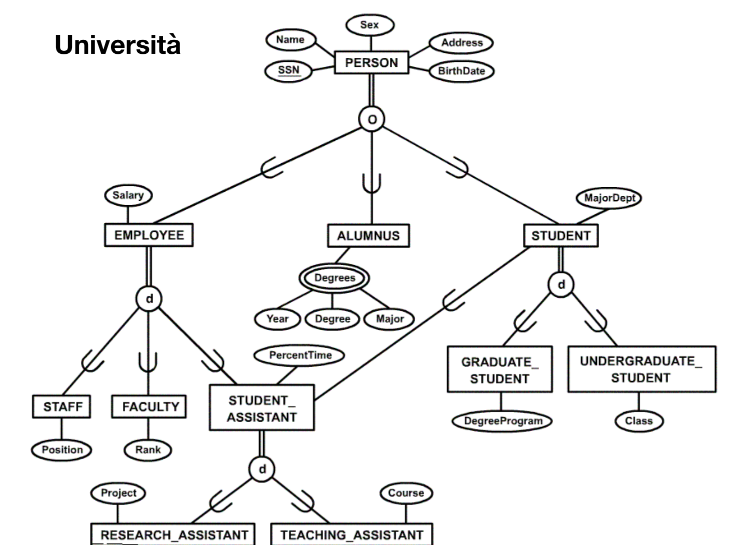 Università
Sex
Name
Address
PERSON
SSN
BirthDate
O
Salary
MajorDept
EMPLOYEE
ALUMNUS
STUDENT
Degrees
d
d
Year
Degree
Major
PercentTime
GRADUATE_
STUDENT
UNDERGRADUATE_
STUDENT
STAFF
FACULTY
STUDENT_
ASSISTANT
DegreeProgram
Class
Position
Rank
d
Project
Course
RESEARCH_ASSISTANT
TEACHING_ASSISTANT